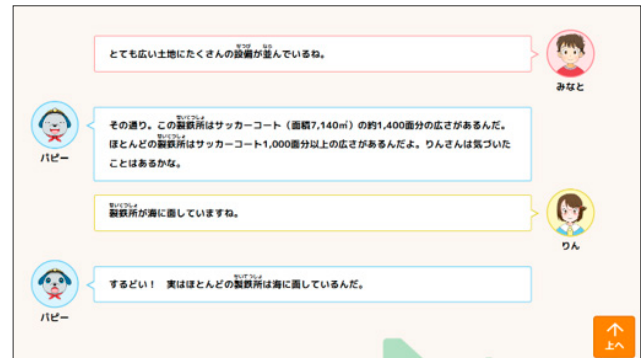 とても広い土地にたくさんの設備が並んでいるね。
みなと
その通り。この製鉄所はサッカーコート（面積7,140㎡）の約1,400面分の広さがあるんだ。
ほとんどの製鉄所はサッカーコート1,000面分以上の広さがあるんだよ。りんさんは気づいた
ことはあるかな。
パピー
製鉄所が海に面していますね。
りん
するどい！　実はほとんどの製鉄所は海に面しているんだ。
パピー
上へ